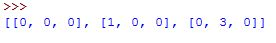 >>>
[[0, 0, 0], [1, 0, 0], [0, 3, 0]]